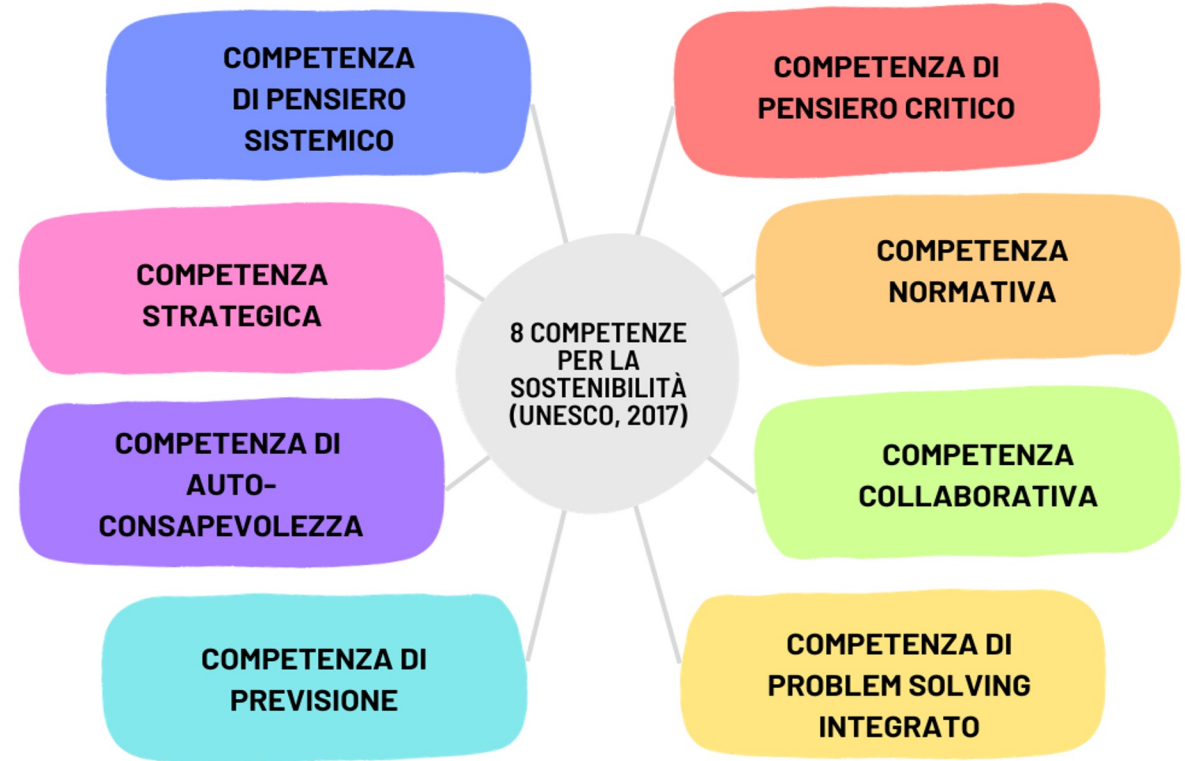 COMPETENZA
DI PENSIERO
SISTEMICO
COMPETENZA DI
PENSIERO CRITICO
COMPETENZA
STRATEGICA
COMPETENZA
NORMATIVA
8 COMPETENZE
PER LA
SOSTENIBILITÀ
(UNESCO, 2017)
COMPETENZA DI
AUTO-
CONSAPEVOLEZZA
COMPETENZA
COLLABORATIVA
COMPETENZA DI
PREVISIONE
COMPETENZA DI
PROBLEM SOLVING
INTEGRATO